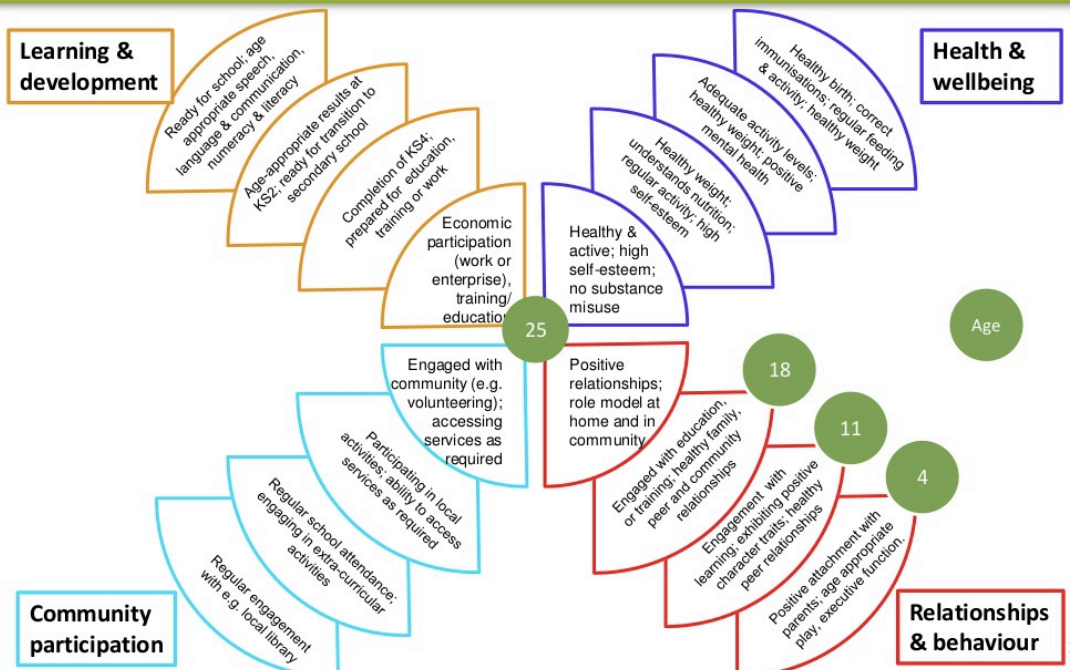 Learning &
development
Ready for school; age
appropriate speech,
language & communication,
numeracy & literacy
Age-appropriate results at
KS2; ready for transition to
secondary school
Completion of KS4;
prepared for education,
training or work
Economic
participation
(work or
enterprise),
training/
education
Health &
wellbeing
Healthy birth; correct
immunisations; regular feeding
& activity; healthy weight
Adequate activity levels;
healthy weight; positive
mental health
Healthy weight;
understands nutrition;
regular activity; high
self-esteem
Healthy &
active; high
self-esteem;
no substance
misuse
25
Age
Engaged with
community (e.g.
volunteering);
accessing
services as
required
Participating in local
activities; ability to access
services as required
Regular school attendance;
engaging in extra-curricular
activities
Regular engagement
with e.g. local library
Community
participation
Positive
relationships;
role model at
home and in
community
18
Engaged with education,
or training; healthy family,
peer and community
relationships
11
Engagement with
learning; exhibiting positive
character traits; healthy
peer relationships
4
Positive attachment with
parents; age appropriate
play, executive function.
Relationships
& behaviour